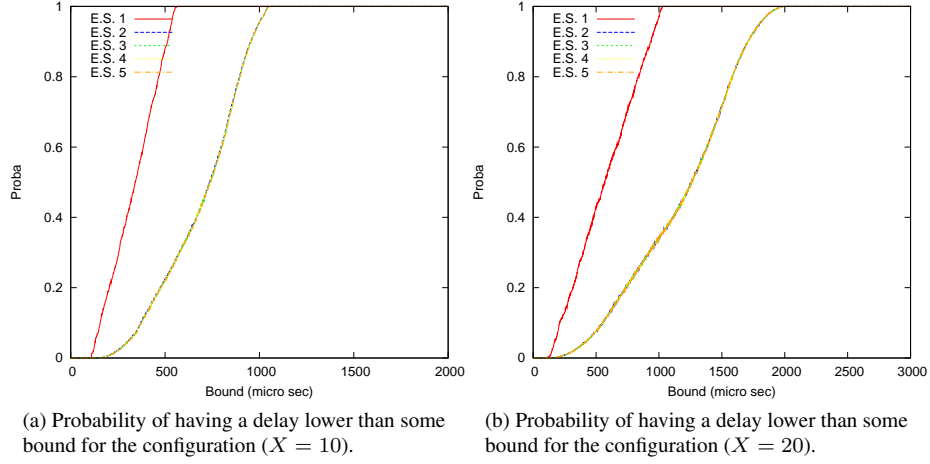 E.S. 1
E.S. 2
E.S. 3
E.S. 4
E.S. 5
1
0.8
0.6
0.4
0.2
0
Proba
0 500 1000 1500 2000
Bound (micro sec)
(a) Probability of having a delay lower than some
bound for the configuration (X = 10).
E.S. 1
E.S. 2
E.S. 3
E.S. 4
E.S. 5
1
0.8
0.6
0.4
0.2
0
Proba
0 500 1000 1500 2000 2500 3000
Bound (micro sec)
(b) Probability of having a delay lower than some
bound for the configuration (X = 20).